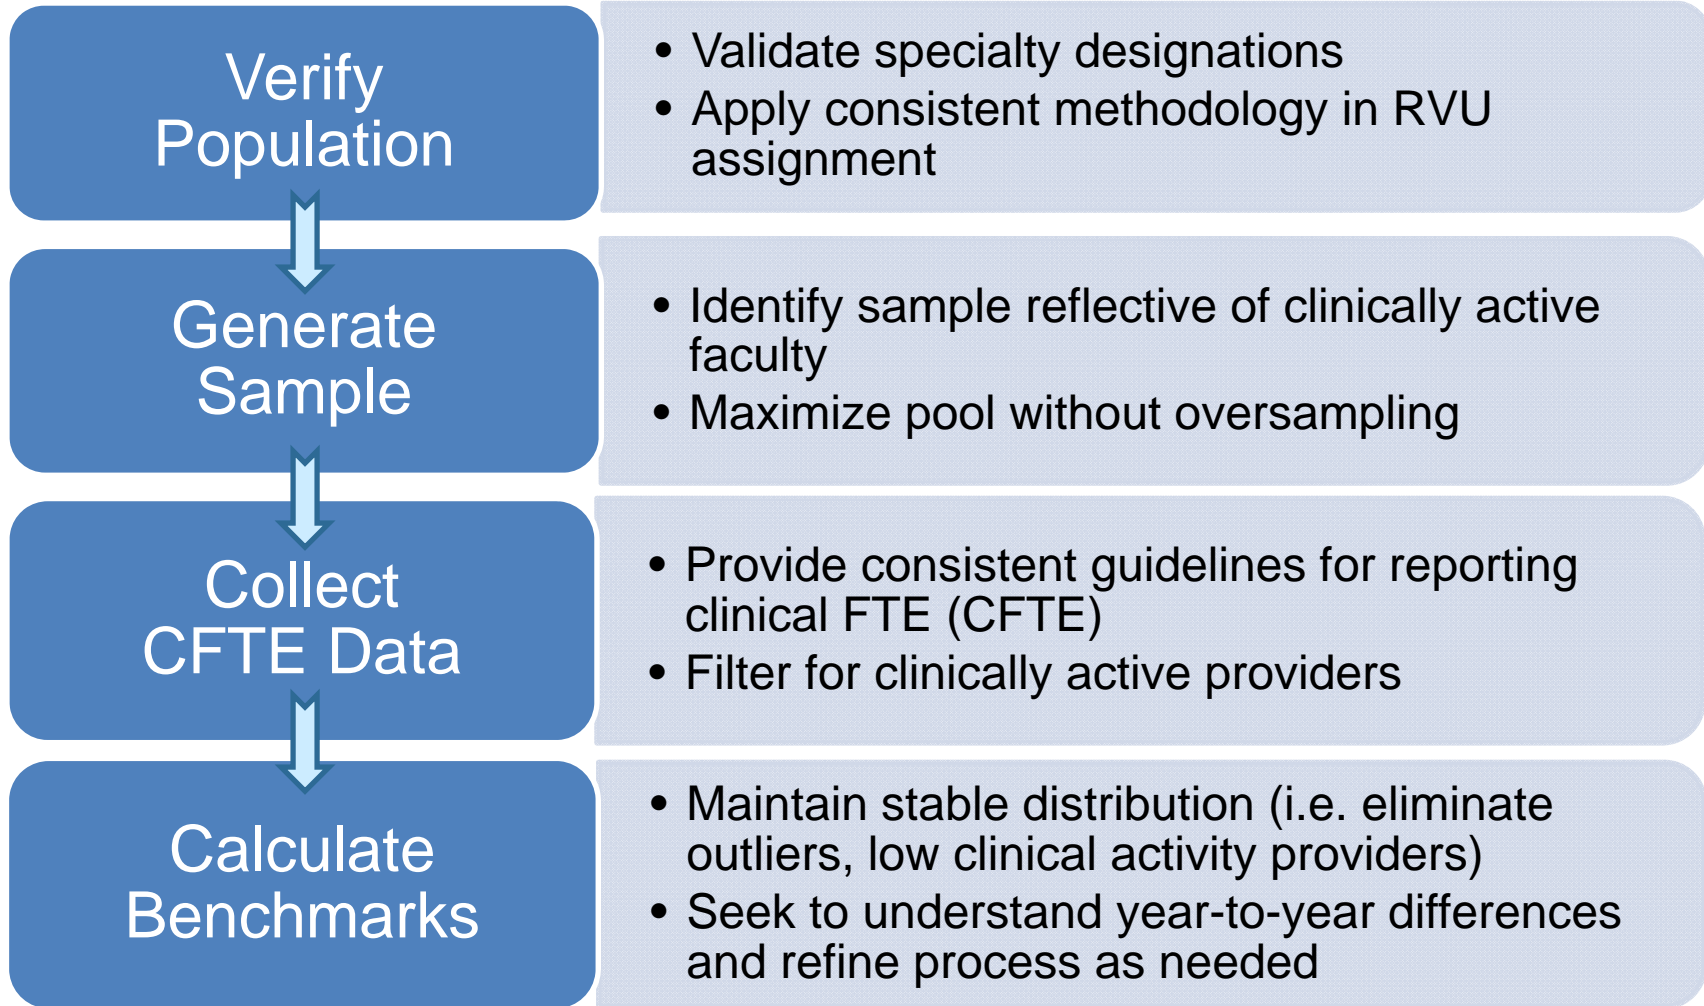 Verify
Population
• Validate specialty designations
• Apply consistent methodology in RVU
assignment
Generate
Sample
• Identify sample reflective of clinically active
faculty
• Maximize pool without oversampling
Collect
CFTE Data
• Provide consistent guidelines for reporting
clinical FTE (CFTE)
• Filter for clinically active providers
Calculate
Benchmarks
• Maintain stable distribution (i.e. eliminate
outliers, low clinical activity providers)
• Seek to understand year-to-year differences
and refine process as needed